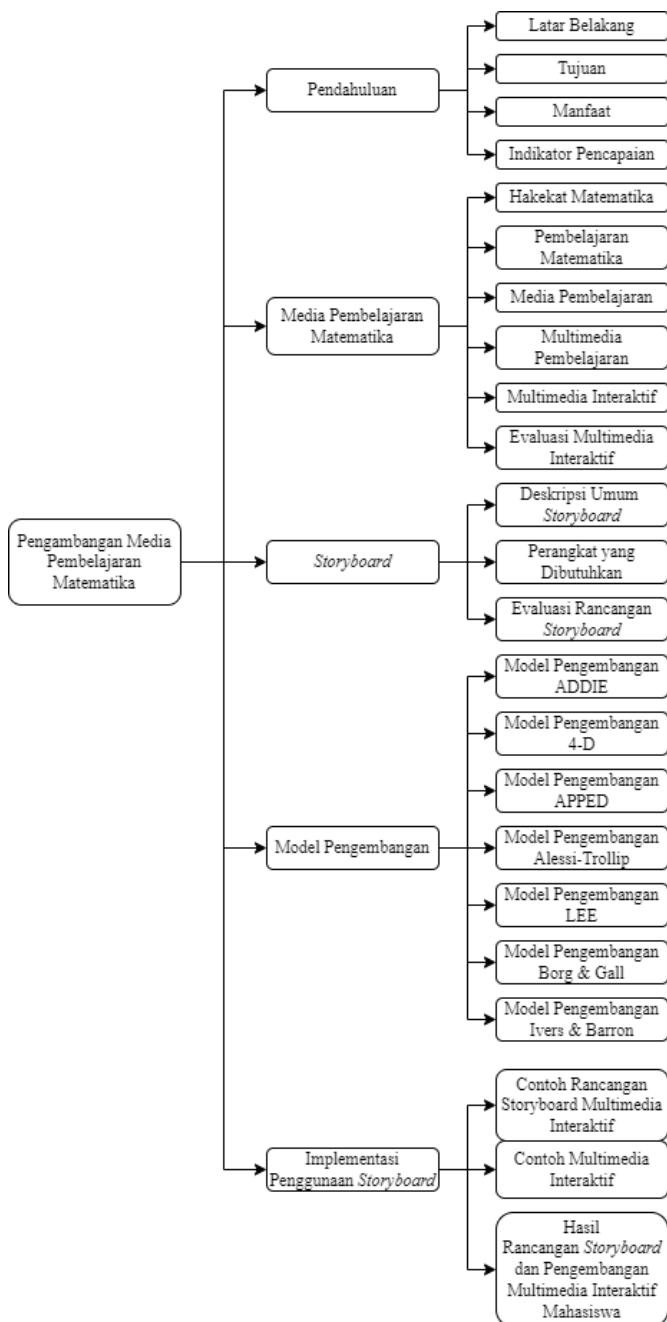 Pengambangan Media
Pembelajaran
Matematika
Pendahuluan
Latar Belakang
Tujuan
Manfaat
Indikator Pencapaian
Media Pembelajaran
Matematika
Hakekat Matematika
Pembelajaran
Matematika
Media Pembelajaran
Multimedia
Pembelajaran
Multimedia Interaktif
Evaluasi Multimedia
Interaktif
Storyboard
Deskripsi Umum
Storyboard
Perangkat yang
Dibutuhkan
Evaluasi Rancangan
Storyboard
Model Pengembangan
Model Pengembangan
ADDIE
Model Pengembangan
4-D
Model Pengembangan
APPED
Model Pengembangan
Alessi-Trollip
Model Pengembangan
LEE
Model Pengembangan
Borg & Gall
Model Pengembangan
Ivers & Barron
Implementasi
Penggunaan Storyboard
Contoh Rancangan
Storyboard Multimedia
Interaktif
Contoh Multimedia
Interaktif
Hasil
Rancangan Storyboard
dan Pengembangan
Multimedia Interaktif
Mahasiswa